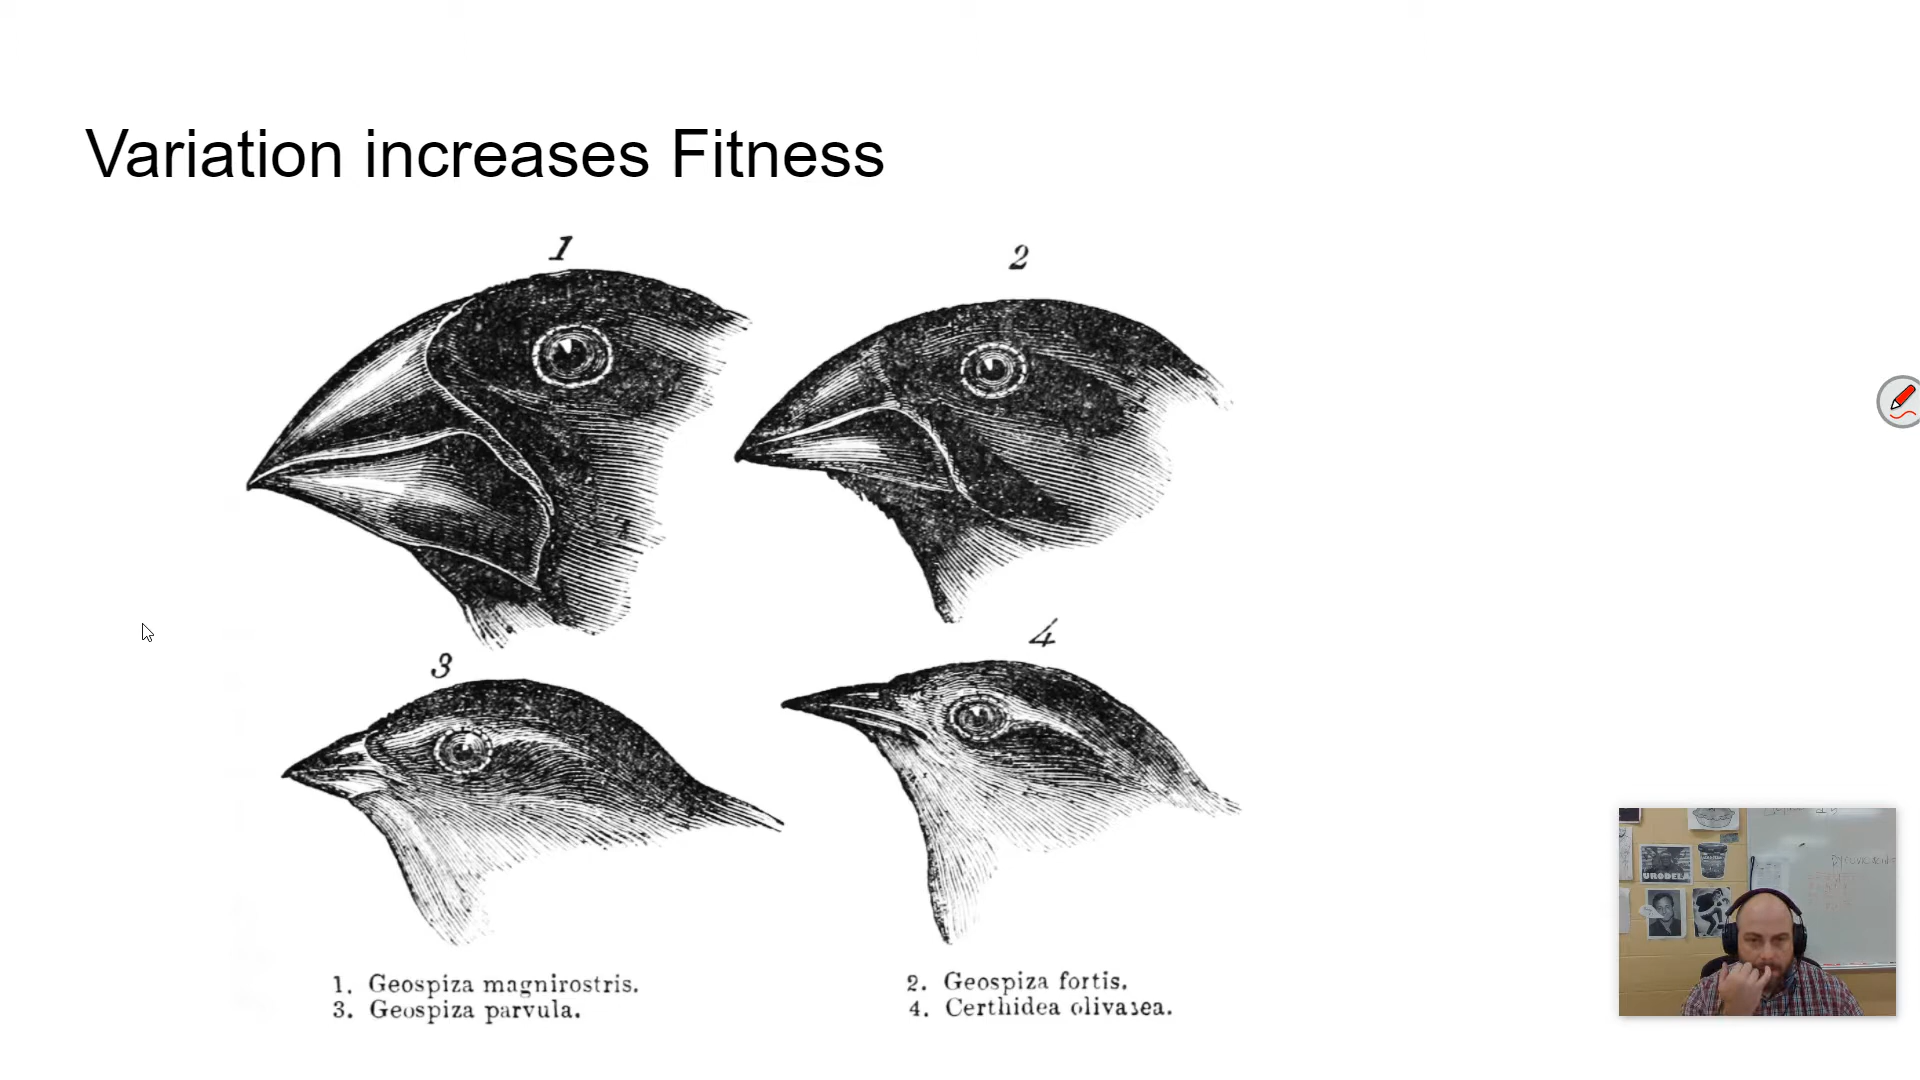 Variation increases Fitness
1
2
3
4
1. Geospiza magnirostris.
2. Geospiza fortis.
3. Geospiza parvula.
4. Certhidea olivasea.
URODELA